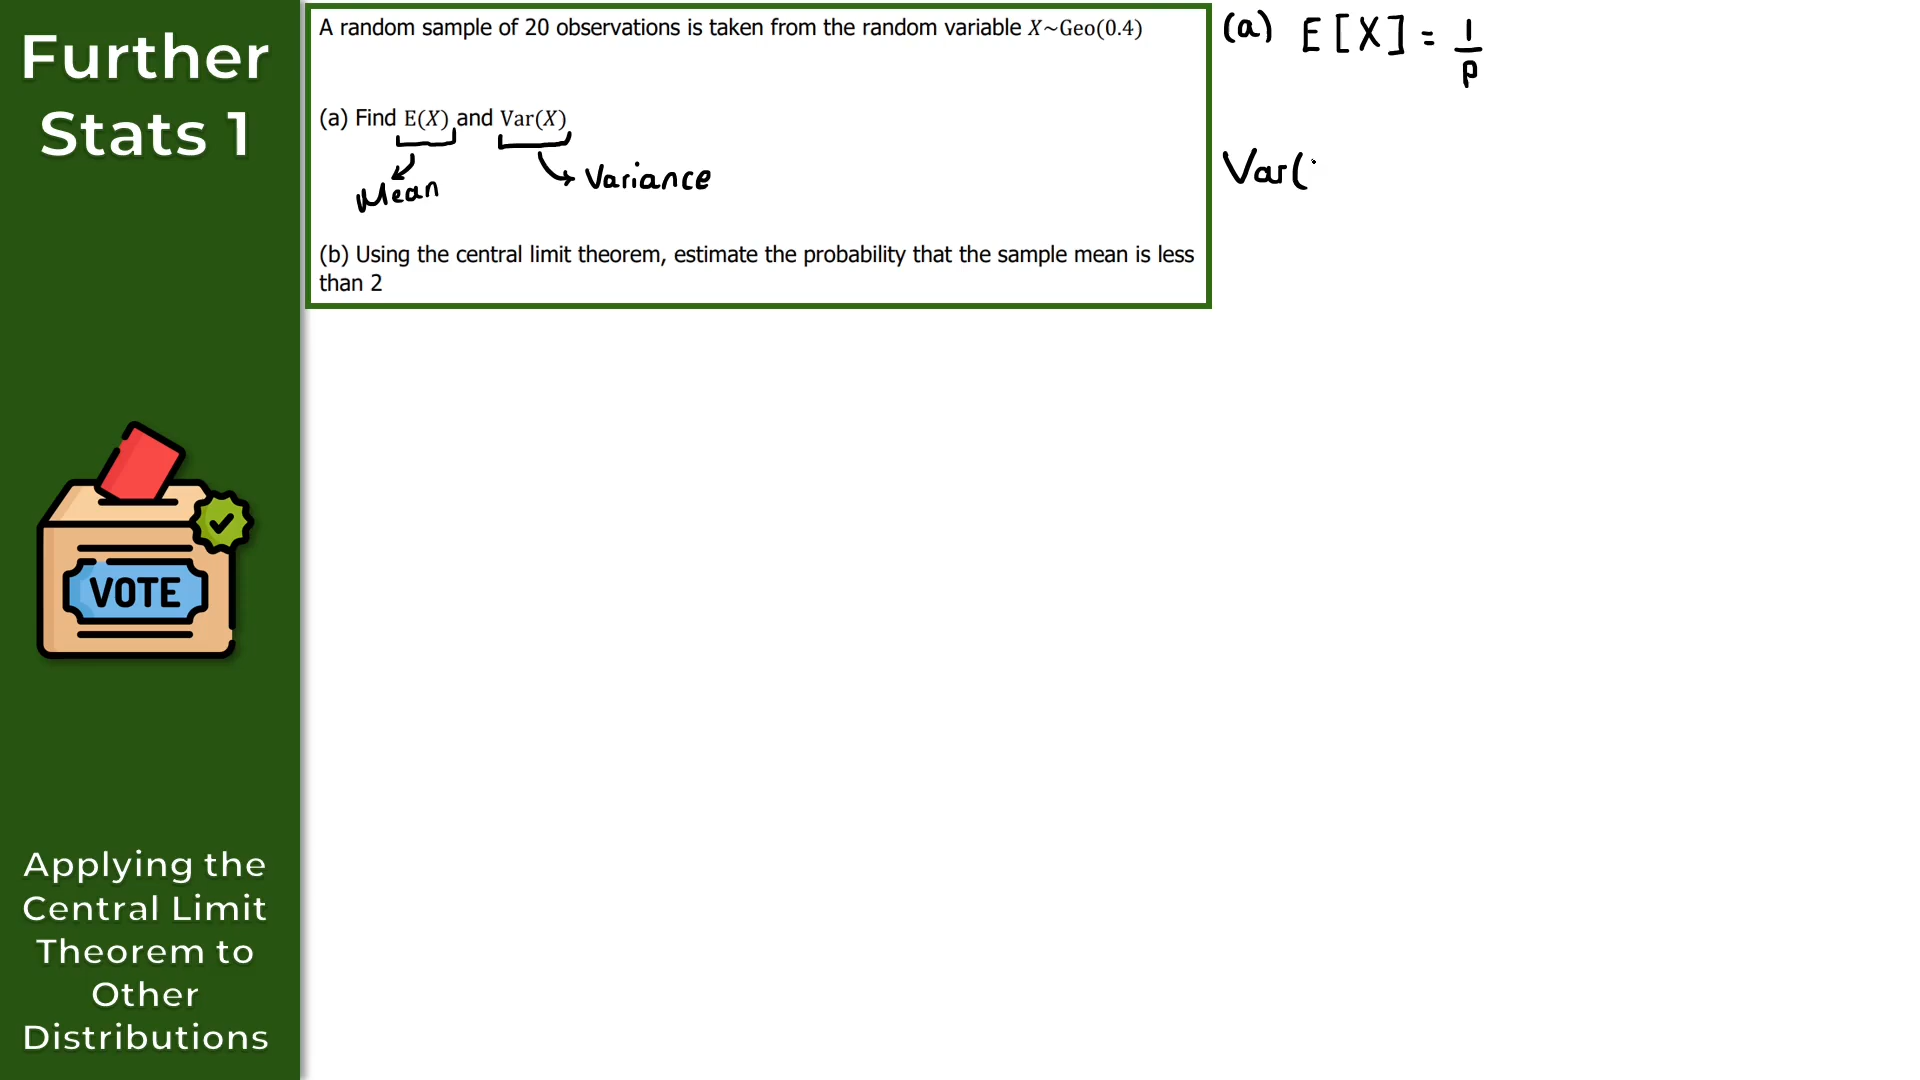 Further
Stats 1
A random sample of 20 observations is taken from the random variable X~Geo(0.4)
(a) Find E(X) and Var(X)
Mean
Variance
(b) Using the central limit theorem, estimate the probability that the sample mean is less
than 2
(a) E[X] = 1/p
Var(
VOTE
Applying the
Central Limit
Theorem to
Other
Distributions